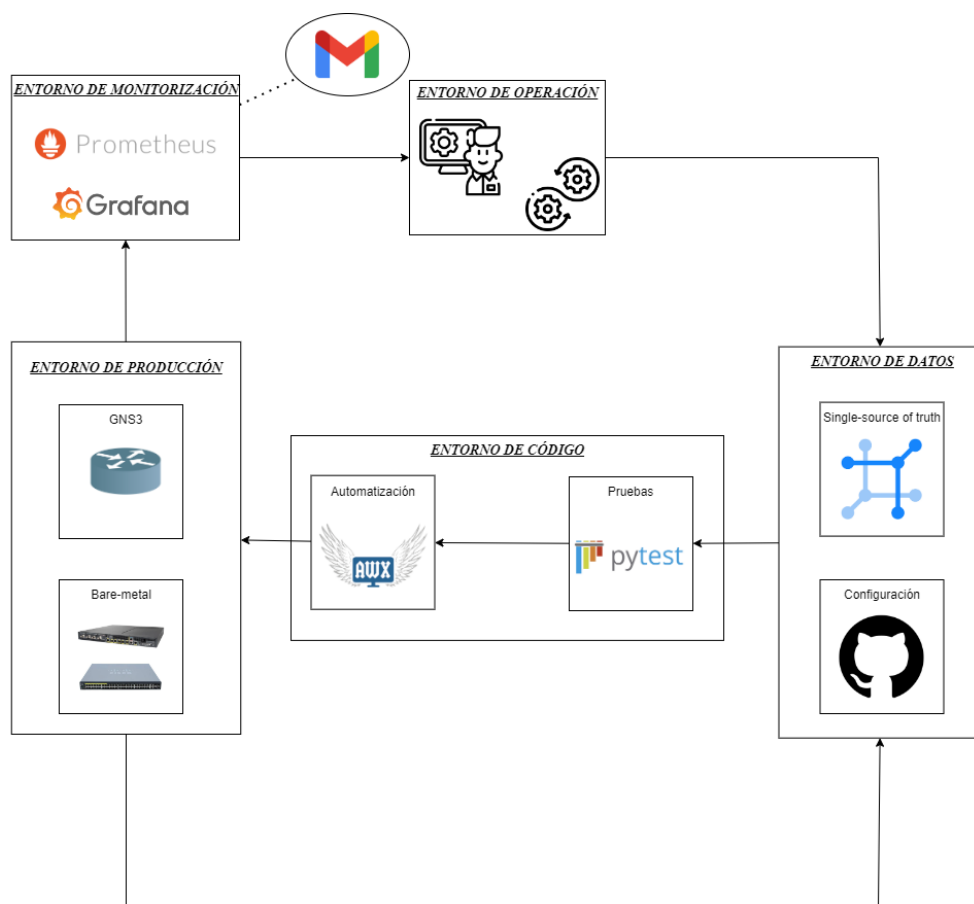 ENTORNO DE MONITORIZACIÓN
Prometheus
Grafana
ENTORNO DE OPERACIÓN
ENTORNO DE PRODUCCIÓN
GNS3
Bare-metal
ENTORNO DE CÓDIGO
Automatización
AWX
Pruebas
pytest
ENTORNO DE DATOS
Single-source of truth
Configuración